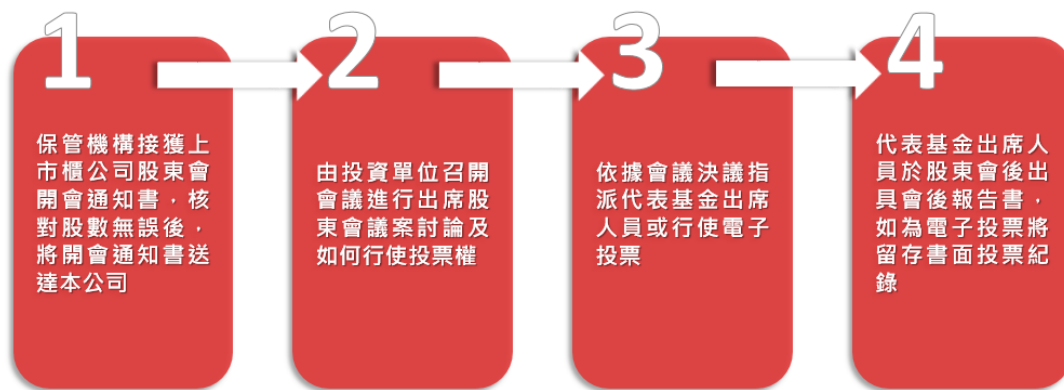 1
保管機構接獲上
市櫃公司股東會
開會通知書，核
對股數無誤後，
將開會通知書送
達本公司
2
由投資單位召開
會議進行出席股
東會議案討論及
如何行使投票權
3
依據會議決議指
派代表基金出席
人員或行使電子
投票
4
代表基金出席人
員於股東會後出
具會後報告書，
如為電子投票將
留存書面投票紀
錄